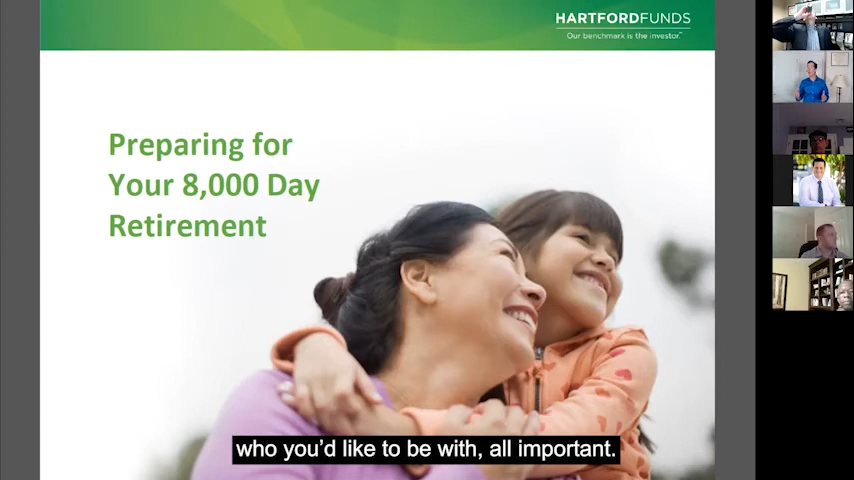 HARTFORDFUNDS
Our benchmark is the investor.℠
Preparing for
Your 8,000 Day
Retirement
who you'd like to be with, all important.